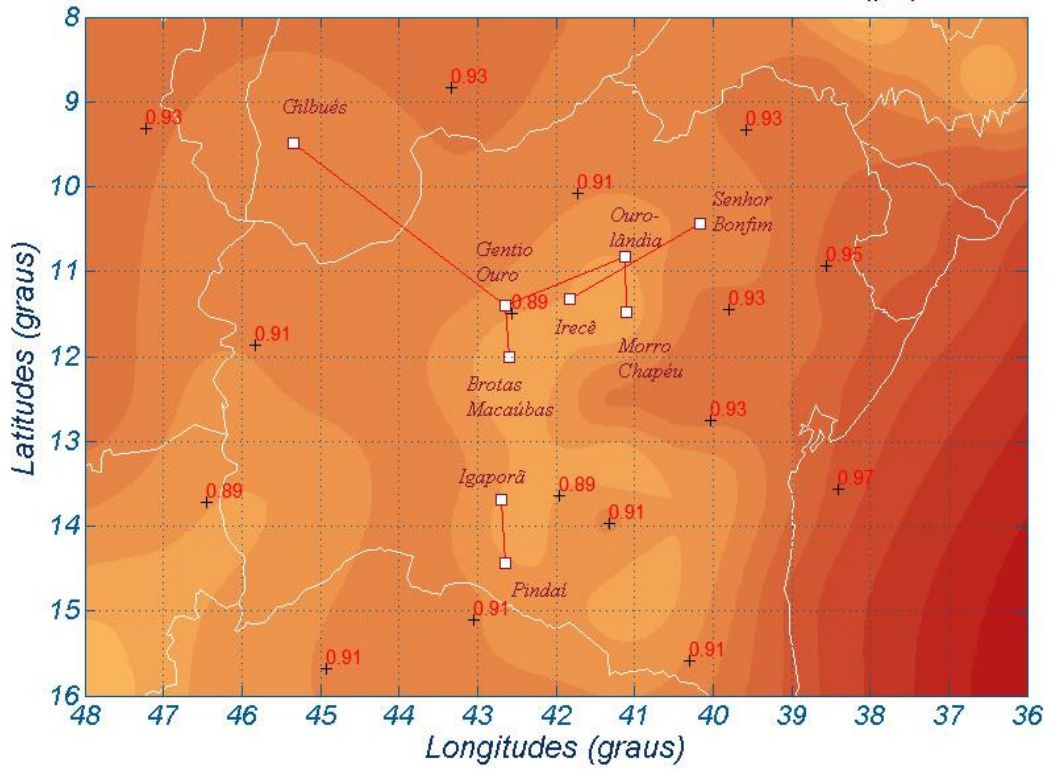 8
0.93
9
Gilbués
0.93
0.93
10
0.91
Ouro-
lândia
Senhor
Bonfim
Gentio
Ouro
0.95
11
0.89
0.93
Irecê
0.91
Morro
Chapéu
12
Brotas
Macaúbas
0.93
13
Igaporã
0.89
0.89
0.97
0.91
14
Pindaí
15
0.91
0.91
0.91
16
48 47 46 45 44 43 42 41 40 39 38 37 36
Latitudes (graus)
Longitudes (graus)